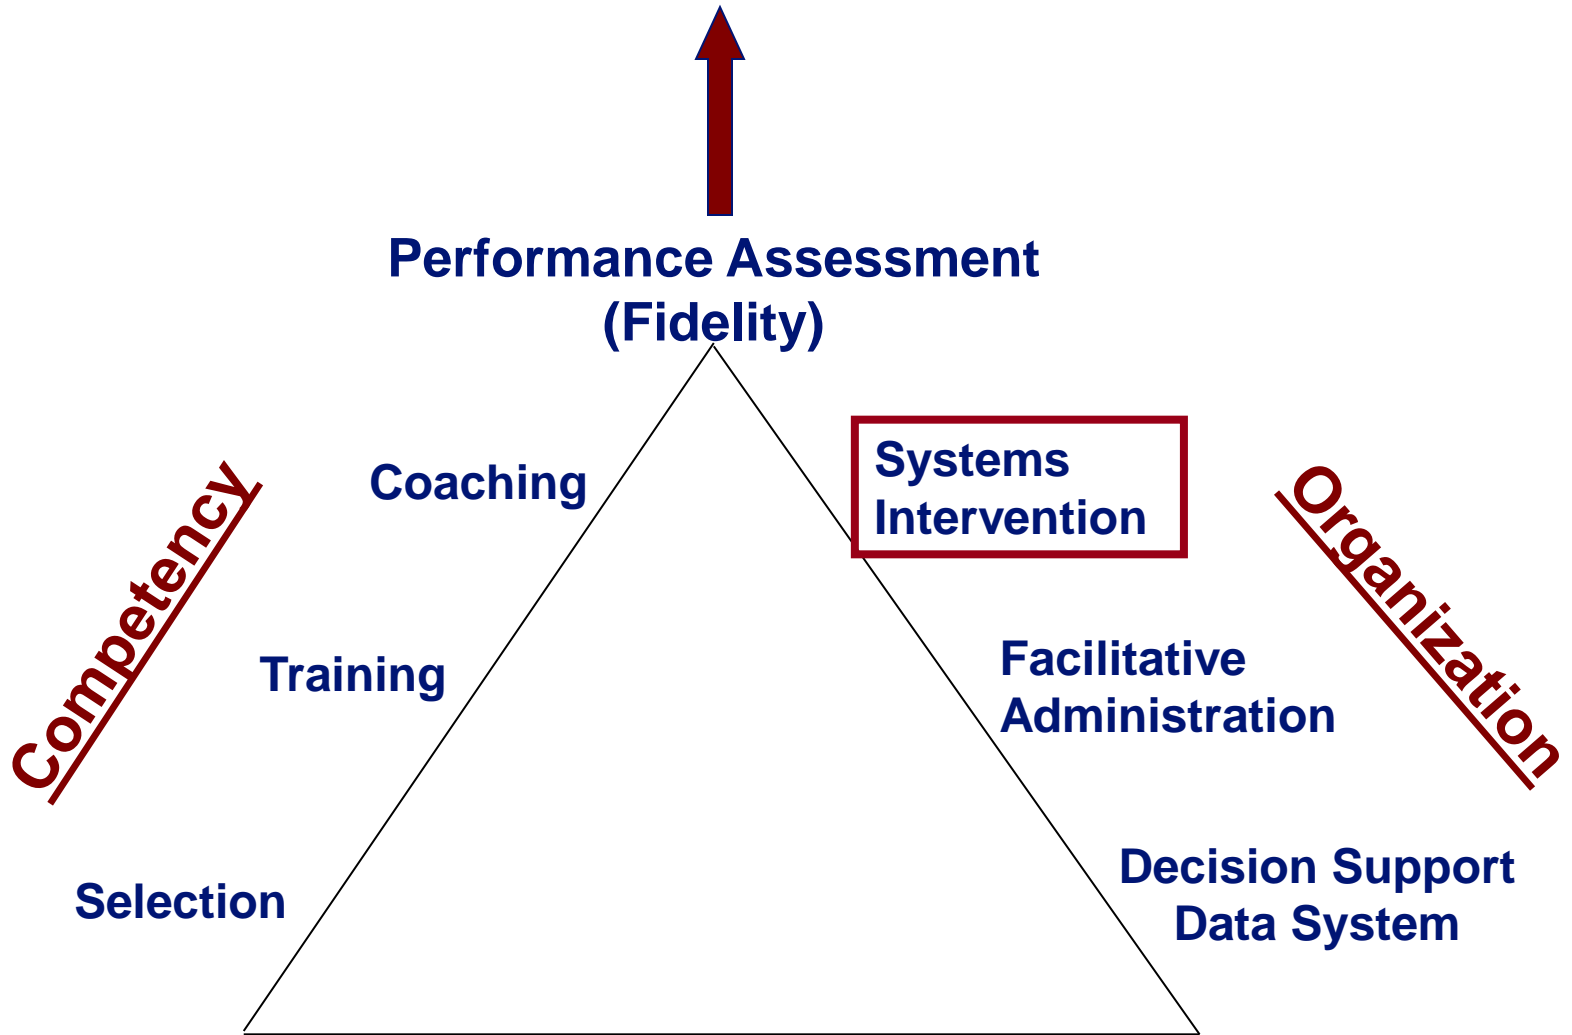 Performance Assessment
(Fidelity)
Coaching
Systems
Intervention
Competency
Organization
Training
Facilitative
Administration
Selection
Decision Support
Data System